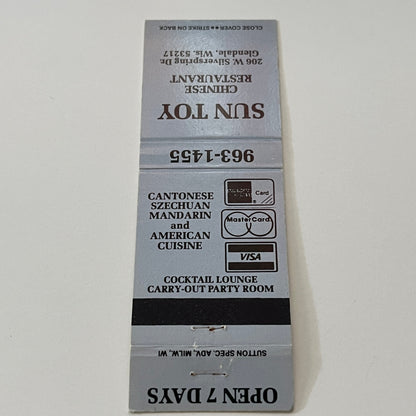 CLOSE COVER★★STRIKE ON BACK
206 W. Silverspring Dr.
Glendale, Wis. 53217
SUN TOY
CHINESE
RESTAURANT
963-1455
CANTONESE
SZECHUAN
MANDARIN
and
AMERICAN
CUISINE
Card
MasterCard
VISA
COCKTAIL LOUNGE
CARRY-OUT PARTY ROOM
SUTTON SPEC. ADV., MILW., WI
OPEN 7 DAYS